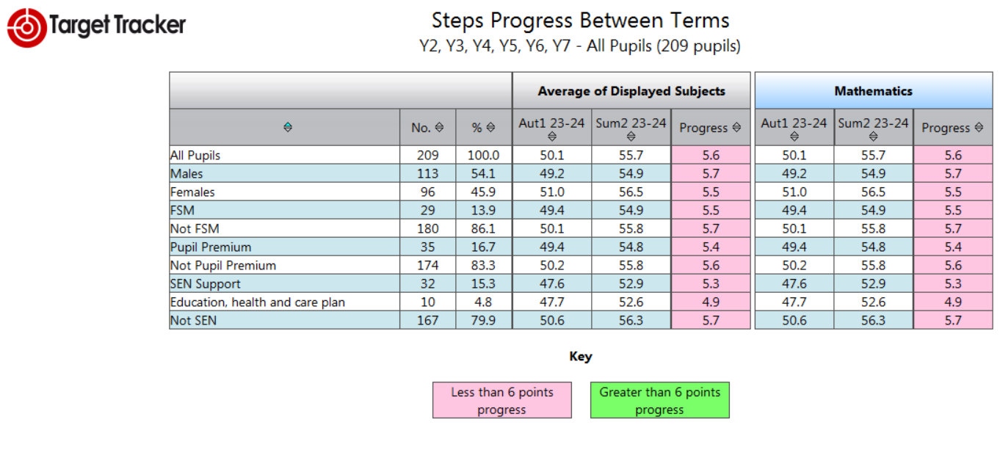 Target Tracker
Steps Progress Between Terms
Y2, Y3, Y4, Y5, Y6, Y7 - All Pupils (209 pupils)
Average of Displayed Subjects Mathematics
No. % Aut1 23-24 Sum2 23-24 Progress Aut1 23-24 Sum2 23-24 Progress
All Pupils 209 100.0 50.1 55.7 5.6 50.1 55.7 5.6
Males 113 54.1 49.2 54.9 5.7 49.2 54.9 5.7
Females 96 45.9 51.0 56.5 5.5 51.0 56.5 5.5
FSM 29 13.9 49.4 54.9 5.5 49.4 54.9 5.5
Not FSM 180 86.1 50.1 55.8 5.7 50.1 55.8 5.7
Pupil Premium 35 16.7 49.4 54.8 5.4 49.4 54.8 5.4
Not Pupil Premium 174 83.3 50.2 55.8 5.6 50.2 55.8 5.6
SEN Support 32 15.3 47.6 52.9 5.3 47.6 52.9 5.3
Education, health and care plan 10 4.8 47.7 52.6 4.9 47.7 52.6 4.9
Not SEN 167 79.9 50.6 56.3 5.7 50.6 56.3 5.7
Key
Less than 6 points
progress
Greater than 6 points
progress